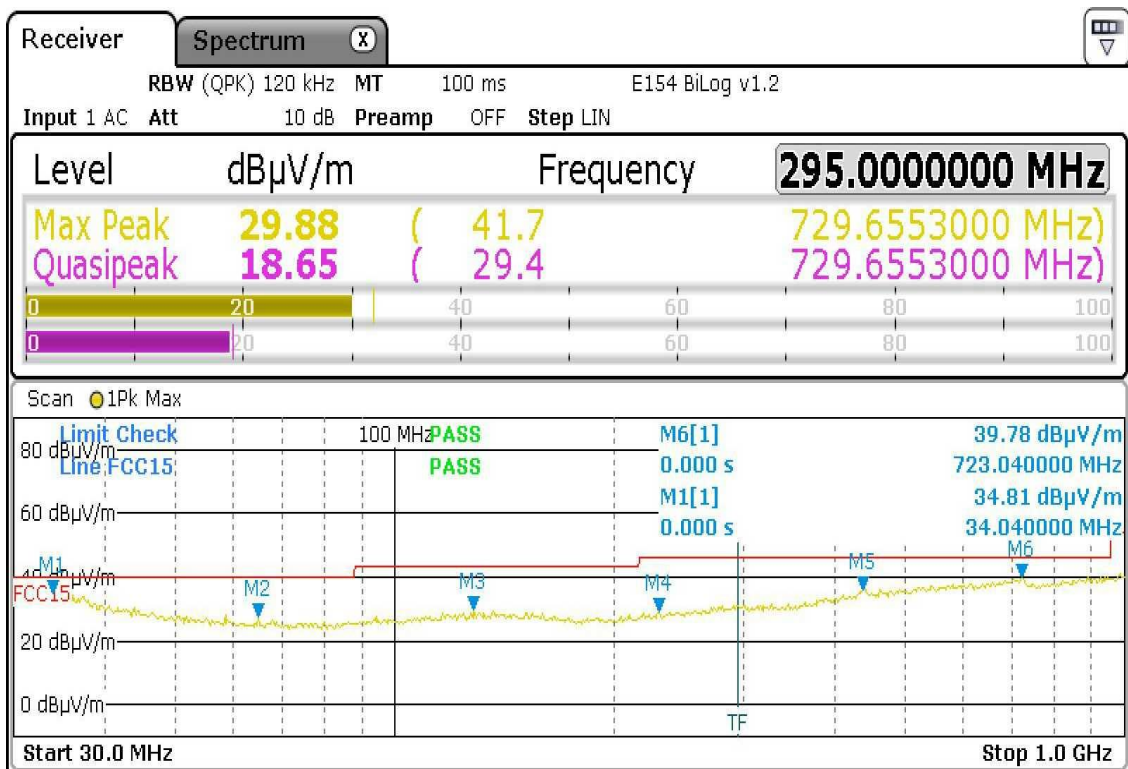 Receiver Spectrum X
RBW (QPK) 120 kHz MT 100 ms E154 BiLog v1.2
Input 1 AC Att 10 dB Preamp OFF Step LIN
Level dBµV/m Frequency 295.0000000 MHz
Max Peak 29.88 ( 41.7 729.6553000 MHz)
Quasipeak 18.65 ( 29.4 729.6553000 MHz)
0 20 40 60 80 100
0 20 40 60 80 100
Scan 1Pk Max
Limit Check 100 MHz PASS M6[1] 39.78 dBµV/m
80 dBµV/m
Line FCC15 PASS 0.000 s 723.040000 MHz
M1[1] 34.81 dBµV/m
60 dBµV/m
0.000 s 34.040000 MHz
M1 M2 M3 M4 M5 M6
40 dBµV/m
FCC15
20 dBµV/m
0 dBµV/m
TF
Start 30.0 MHz Stop 1.0 GHz